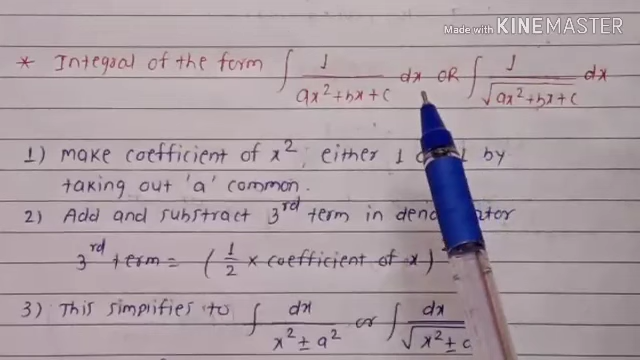 Made with KINEMASTER
* Integral of the form ∫ 1/(ax²+bx+c) dx OR ∫ 1/√(ax²+bx+c) dx
1) make coefficient of x² either 1 1 by
taking out 'a' common.
2) Add and substract 3rd term in
3rd term = (1/2 × coefficient of x)
3) This simplifies to ∫ dx/(x² ± a²) or ∫ dx/√(x² ±